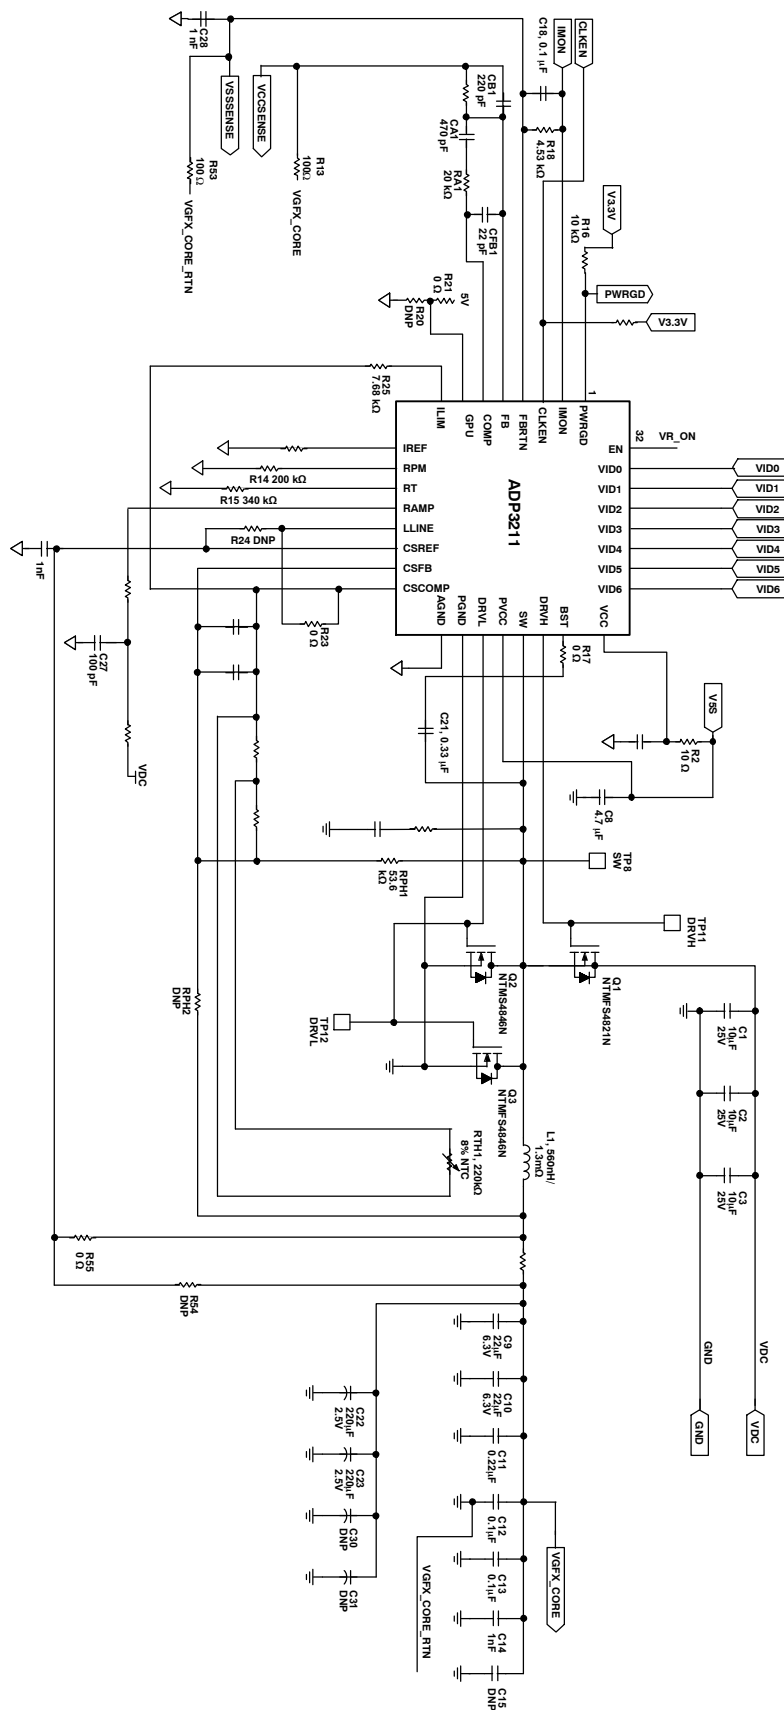 CLKEN
IMON
C18, 0.1 µF
R18
4.53 kΩ
C28
1 nF
VSSSENSE
VCCSENSE
R53
100 Ω
VGFX_CORE_RTN
R13
100Ω
VGFX_CORE
CB1
220 pF
CA1
470 pF
RA1
20 kΩ
CFB1
22 pF
V3.3V
R16
10 kΩ
PWRGD
V3.3V
R21
0 Ω
5V
R20
DNP
R25
7.68 kΩ
1
PWRGD
IMON
CLKEN
FBRTN
FB
COMP
GPU
ILIM
32
VR_ON
EN
VID0
VID1
VID2
VID3
VID4
VID5
VID6
VID0
VID1
VID2
VID3
VID4
VID5
VID6
ADP3211
IREF
RPM
RT
RAMP
LLINE
CSREF
CSFB
CSCOMP
R14 200 kΩ
R15 340 kΩ
R24 DNP
1nF
VCC
BST
DRVH
SW
PVCC
DRVL
PGND
AGND
R23
0 Ω
C27
100 pF
VDC
R17
0 Ω
C21, 0.33 µF
V5S
R2
10 Ω
C8
4.7 µF
TP8
SW
RPH1
53.6
kΩ
TP11
DRVH
Q1
NTMFS4821N
Q2
NTMS4846N
Q3
NTMFS4846N
TP12
DRVL
RPH2
DNP
C1
10µF
25V
C2
10µF
25V
C3
10µF
25V
L1, 560nH/
1.3mΩ
RTH1, 220kΩ
8% NTC
R55
0 Ω
R54
DNP
GND
VDC
GND
VDC
C9
22µF
6.3V
C10
22µF
6.3V
C11
0.22µF
C12
0.1µF
C13
0.1µF
C14
1nF
C15
DNP
VGFX_CORE
VGFX_CORE_RTN
C22
220µF
2.5V
C23
220µF
2.5V
C30
DNP
C31
DNP